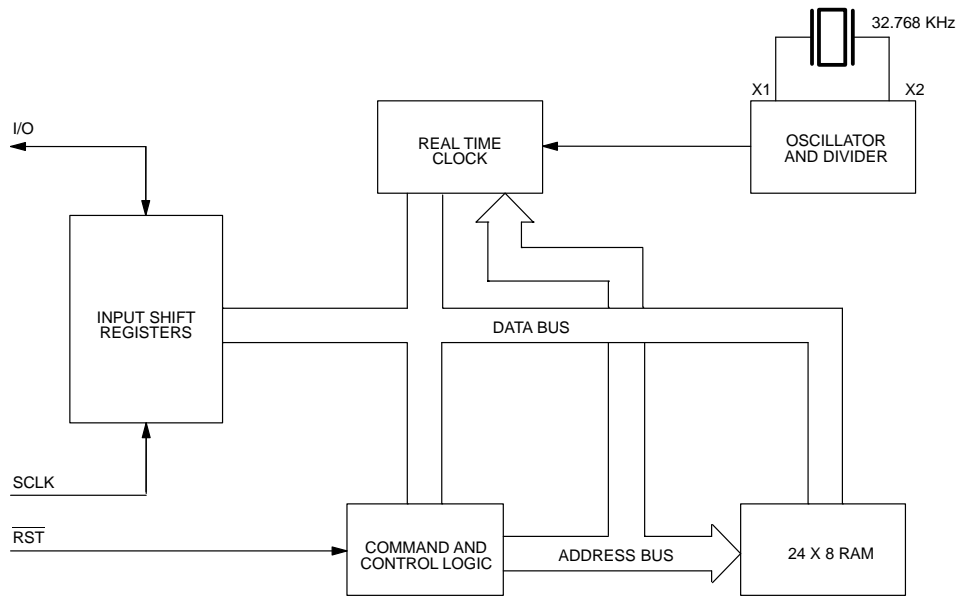 32.768 KHz
X1
X2
I/O
REAL TIME
CLOCK
OSCILLATOR
AND DIVIDER
INPUT SHIFT
REGISTERS
DATA BUS
SCLK
RST
COMMAND AND
CONTROL LOGIC
ADDRESS BUS
24 X 8 RAM